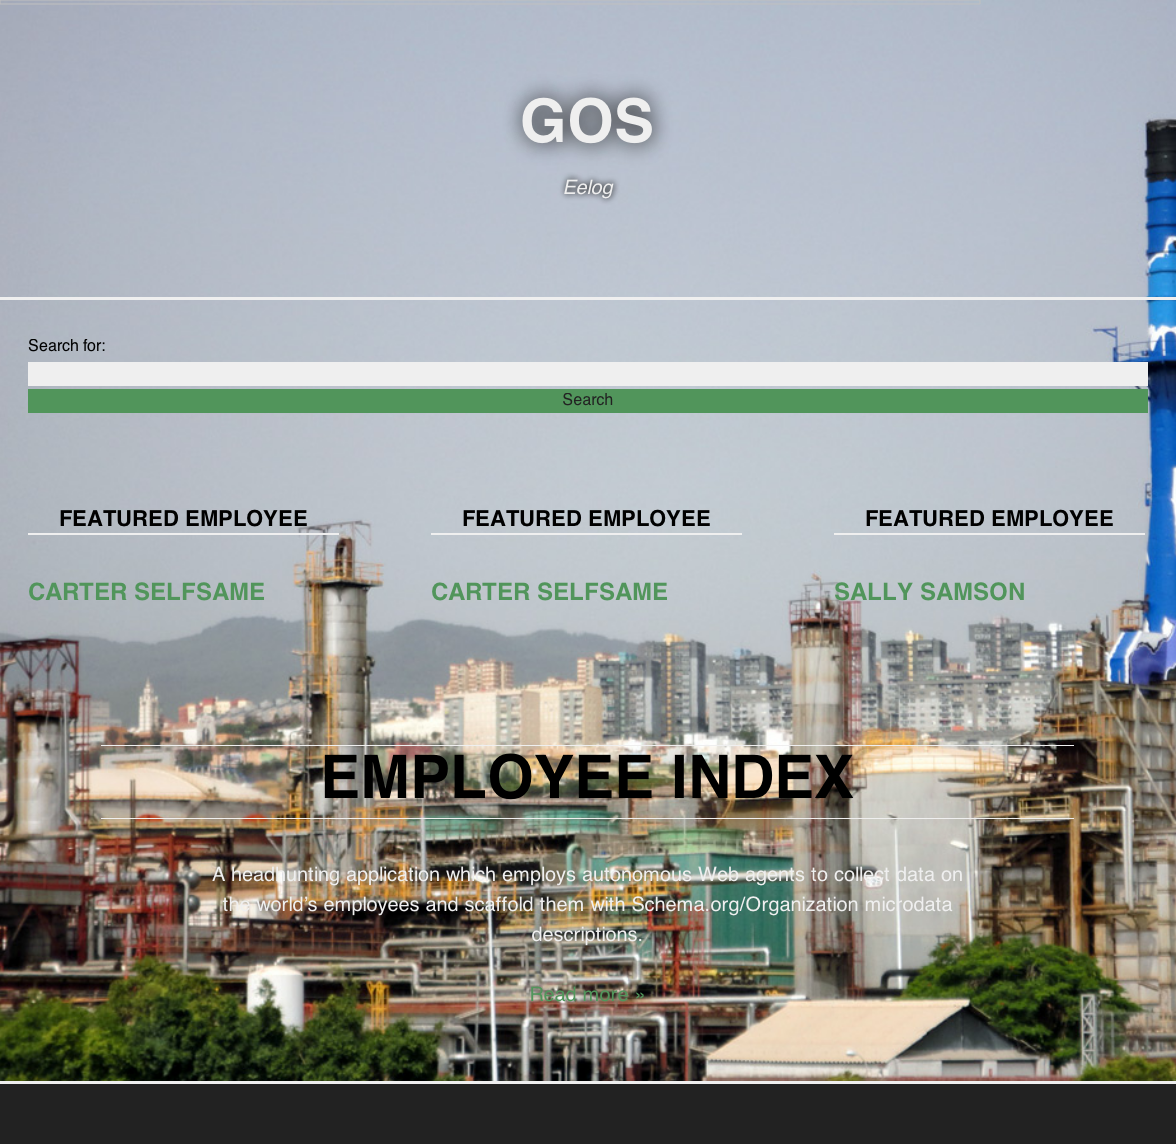 GOS
Eelog
Search for:
Search
FEATURED EMPLOYEE
FEATURED EMPLOYEE
FEATURED EMPLOYEE
CARTER SELFSAME
CARTER SELFSAME
SALLY SAMSON
EMPLOYEE INDEX
A headhunting application which employs autonomous Web agents to collect data on
the world's employees and scaffold them with Schema.org/Organization microdata
descriptions.
Read more »